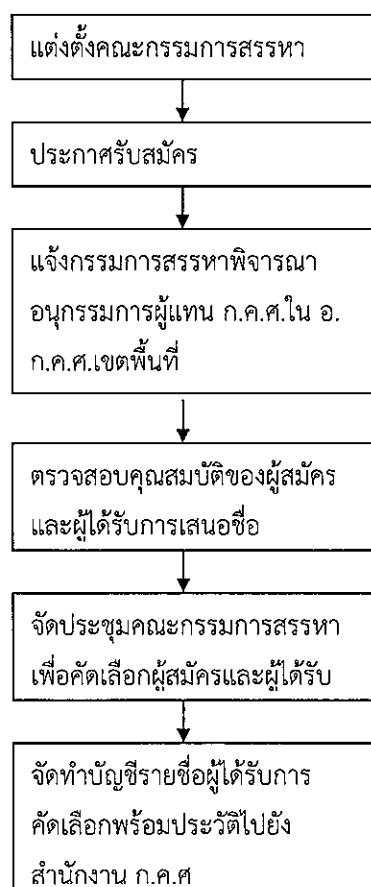 แต่งตั้งคณะกรรมการสรรหา
ประกาศรับสมัคร
แจ้งกรรมการสรรหาพิจารณา
อนุกรรมการผู้แทน ก.ค.ศ.ใน อ.
ก.ค.ศ.เขตพื้นที่
ตรวจสอบคุณสมบัติของผู้สมัคร
และผู้ได้รับการเสนอชื่อ
จัดประชุมคณะกรรมการสรรหา
เพื่อคัดเลือกผู้สมัครและผู้ได้รับ
จัดทำบัญชีรายชื่อผู้ได้รับการ
คัดเลือกพร้อมประวัติไปยัง
สำนักงาน ก.ค.ศ